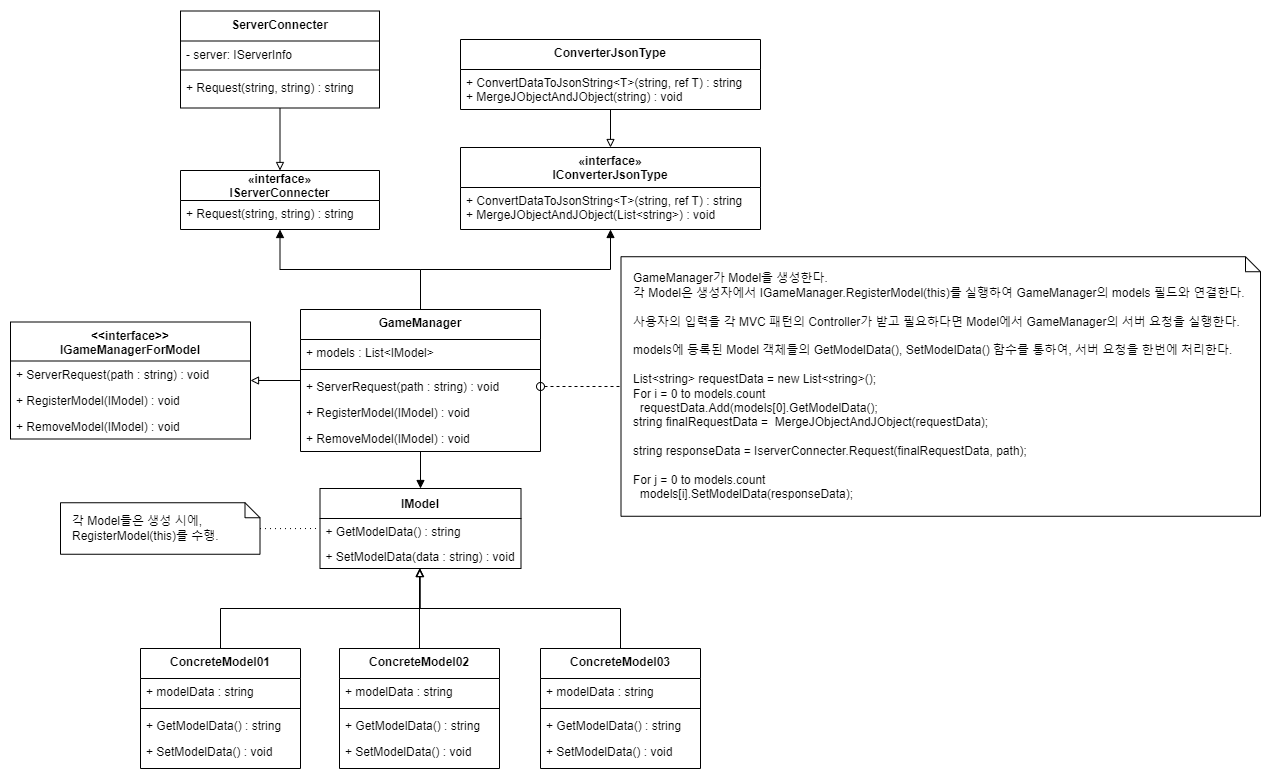 ServerConnecter
- server: IServerInfo
+ Request(string, string) : string
ConverterJsonType
+ ConvertDataToJsonString<T>(string, ref T) : string
+ MergeJObjectAndJObject(string) : void
«interface»
IServerConnecter
+ Request(string, string) : string
«interface»
IConverterJsonType
+ ConvertDataToJsonString<T>(string, ref T) : string
+ MergeJObjectAndJObject(List<string>) : void
<<interface>>
IGameManagerForModel
+ ServerRequest(path : string) : void
+ RegisterModel(IModel) : void
+ RemoveModel(IModel) : void
GameManager
+ models : List<IModel>
+ ServerRequest(path : string) : void
+ RegisterModel(IModel) : void
+ RemoveModel(IModel) : void
GameManager가 Model을 생성한다.
각 Model은 생성자에서 IGameManager.RegisterModel(this)를 실행하여 GameManager의 models 필드와 연결한다.
사용자의 입력을 각 MVC 패턴의 Controller가 받고 필요하다면 Model에서 GameManager의 서버 요청을 실행한다.
models에 등록된 Model 객체들의 GetModelData(), SetModelData() 함수를 통하여, 서버 요청을 한번에 처리한다.
List<string> requestData = new List<string>();
For i = 0 to models.count
requestData.Add(models[0].GetModelData();
string finalRequestData = MergeJObjectAndJObject(requestData);
string responseData = IserverConnecter.Request(finalRequestData, path);
For j = 0 to models.count
models[i].SetModelData(responseData);
각 Model들은 생성 시에,
RegisterModel(this)를 수행.
IModel
+ GetModelData() : string
+ SetModelData(data : string) : void
ConcreteModel01
+ modelData : string
+ GetModelData() : string
+ SetModelData() : void
ConcreteModel02
+ modelData : string
+ GetModelData() : string
+ SetModelData() : void
ConcreteModel03
+ modelData : string
+ GetModelData() : string
+ SetModelData() : void